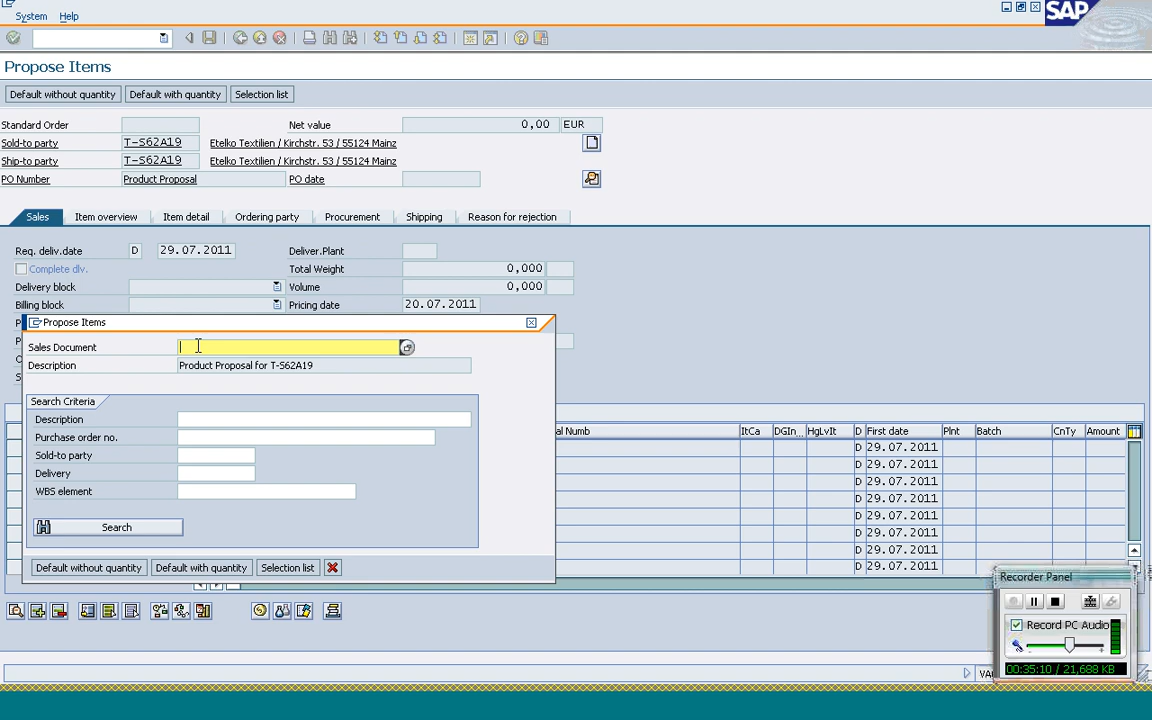 System Help
SAP
Propose Items
Default without quantity Default with quantity Selection list
Standard Order Net value 0,00 EUR
Sold-to party T-S62A19 Etelko Textilien / Kirchstr. 53 / 55124 Mainz
Ship-to party T-S62A19 Etelko Textilien / Kirchstr. 53 / 55124 Mainz
PO Number Product Proposal PO date
Sales Item overview Item detail Ordering party Procurement Shipping Reason for rejection
Req. deliv.date D 29.07.2011 Deliver.Plant
Complete dlv. Total Weight 0,000
Delivery block Volume 0,000
Billing block Pricing date 20.07.2011
Propose Items
Sales Document
Description Product Proposal for T-S62A19
Search Criteria
Description
Purchase order no.
Sold-to party
Delivery
WBS element
Search
Default without quantity Default with quantity Selection list
al Numb ItCa DGIn... HgLvIt D First date Plnt Batch CnTy Amount
D 29.07.2011
D 29.07.2011
D 29.07.2011
D 29.07.2011
D 29.07.2011
D 29.07.2011
D 29.07.2011
D 29.07.2011
Recorder Panel
Record PC Audio
00:35:10 / 21,688 KB